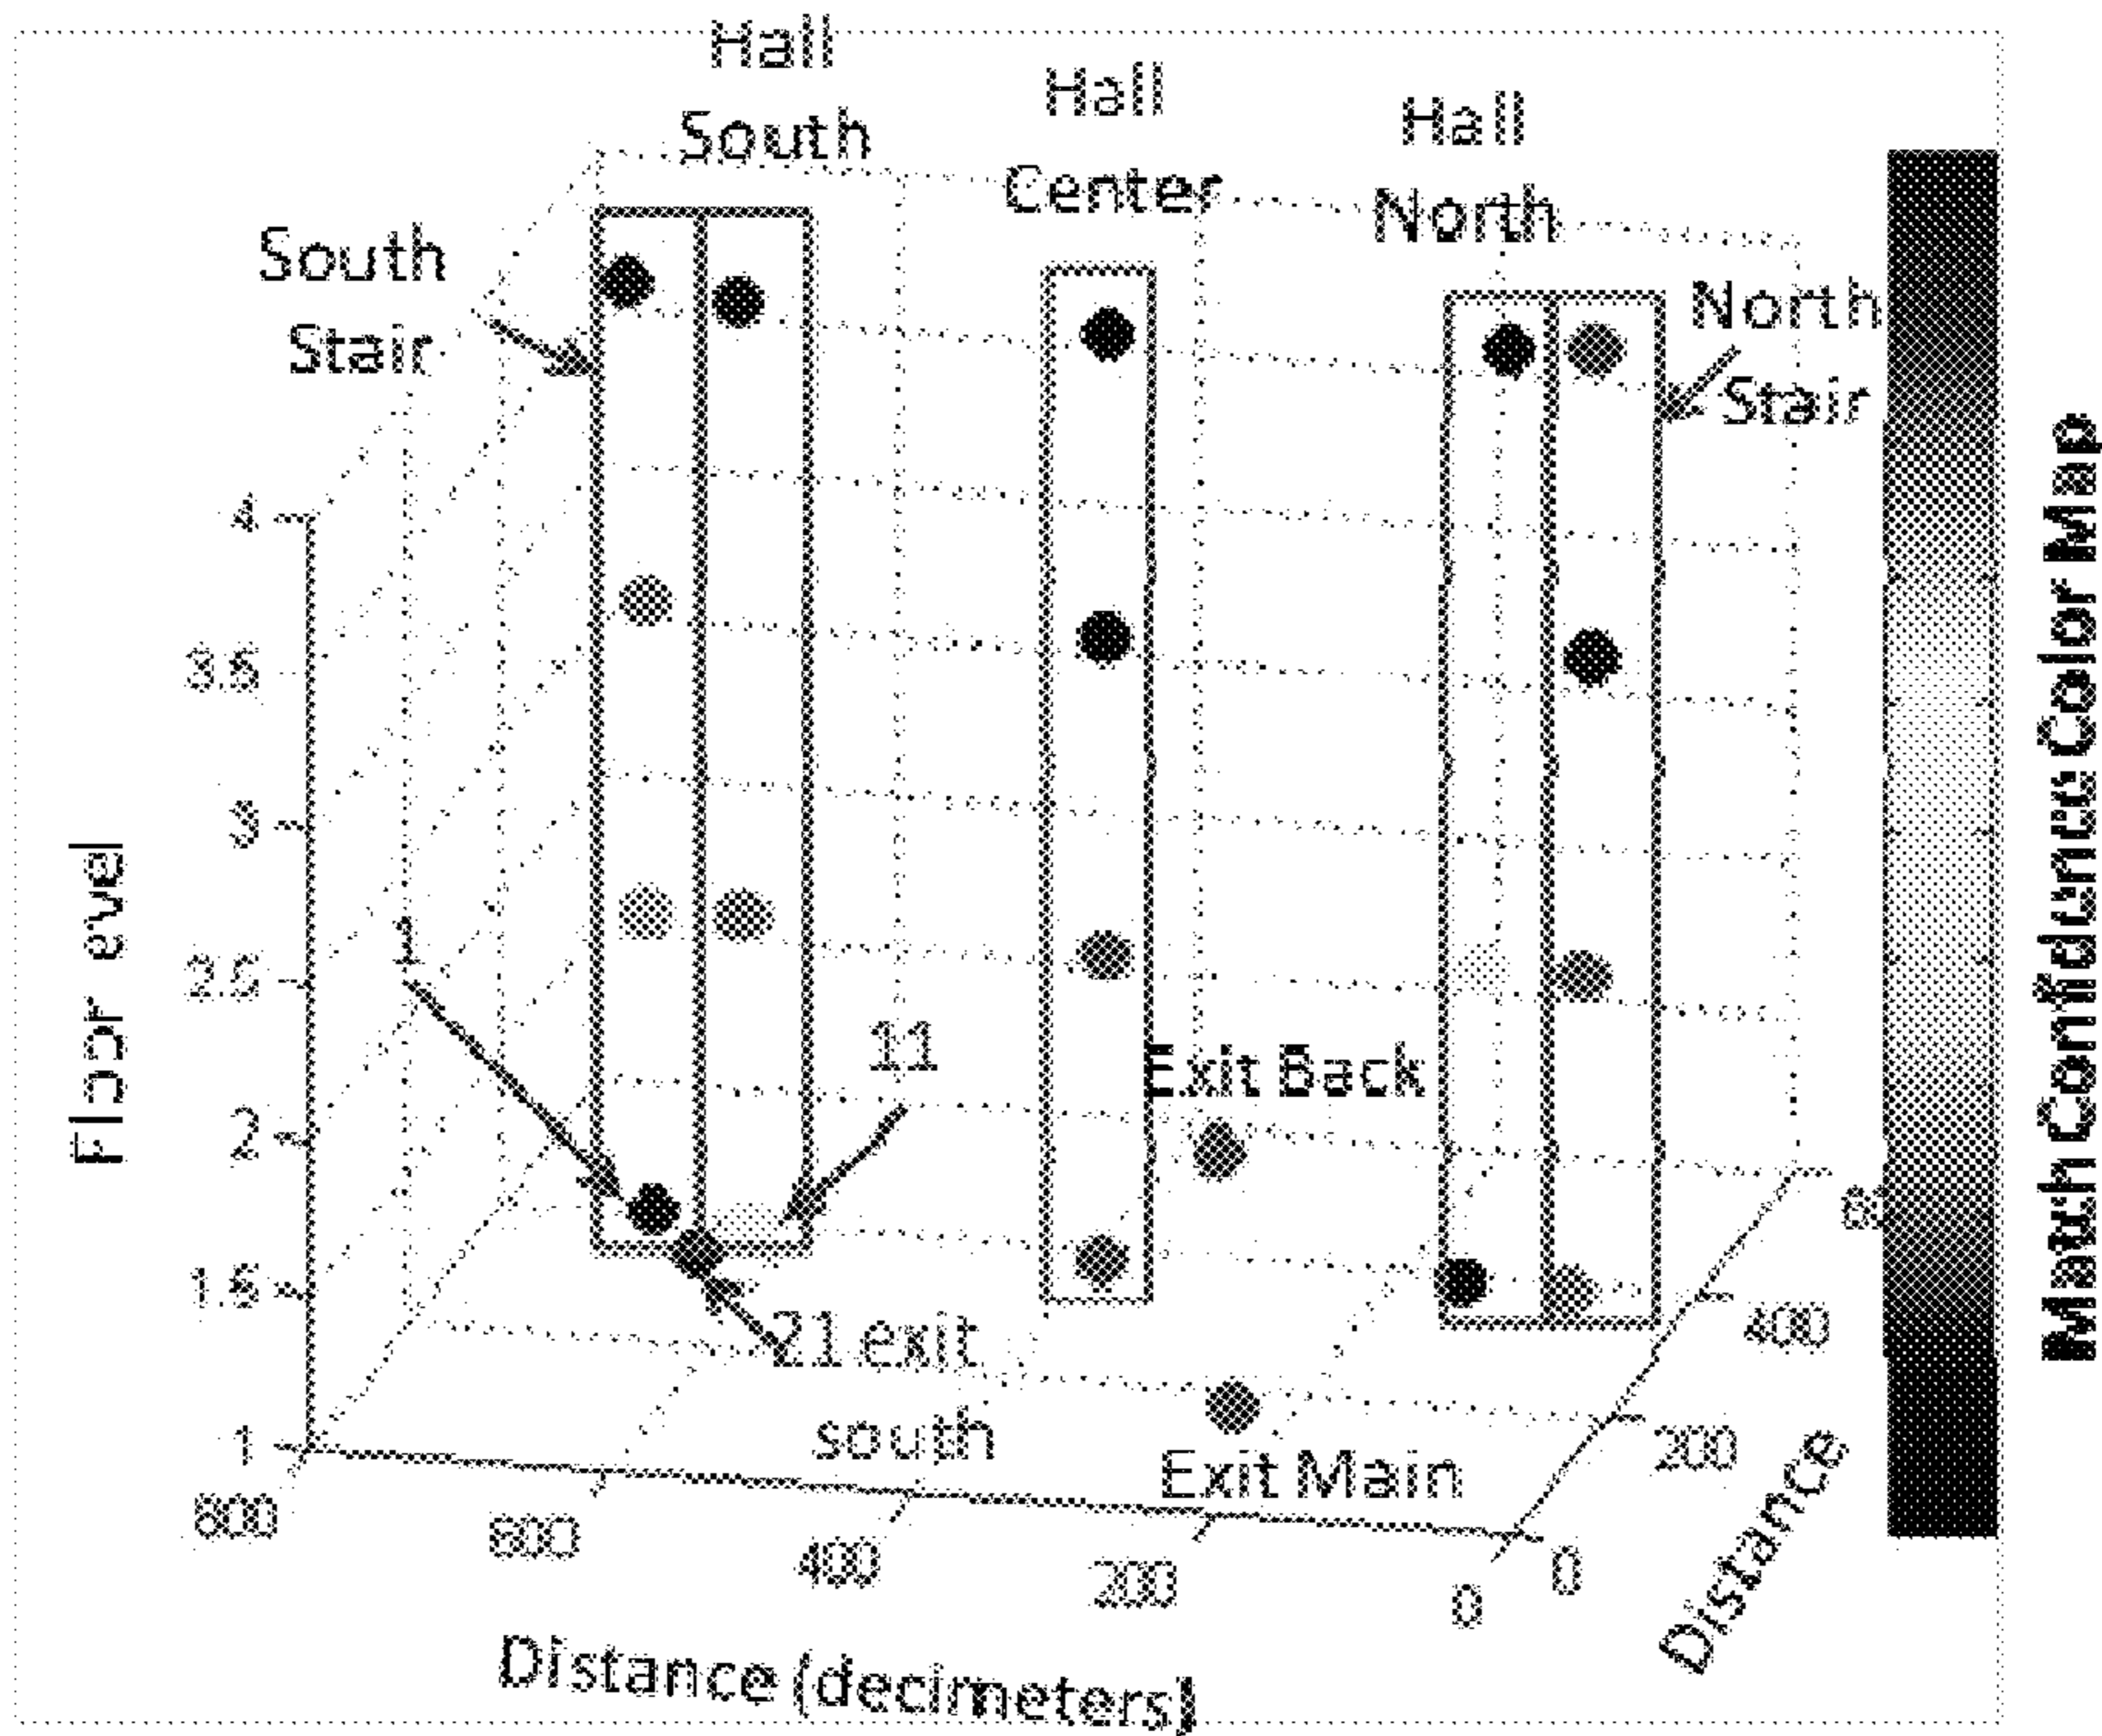 Hall
South
Hall
Center
Hall
North
South
Stair
North
Stair
4
3.5
3
2.5
2
1.5
1
1
11
Exit Back
21 exit
south
Exit Main
800
600
400
200
0
0
200
400
Distance (decimeters)
Distance
Match Confidence Color Map